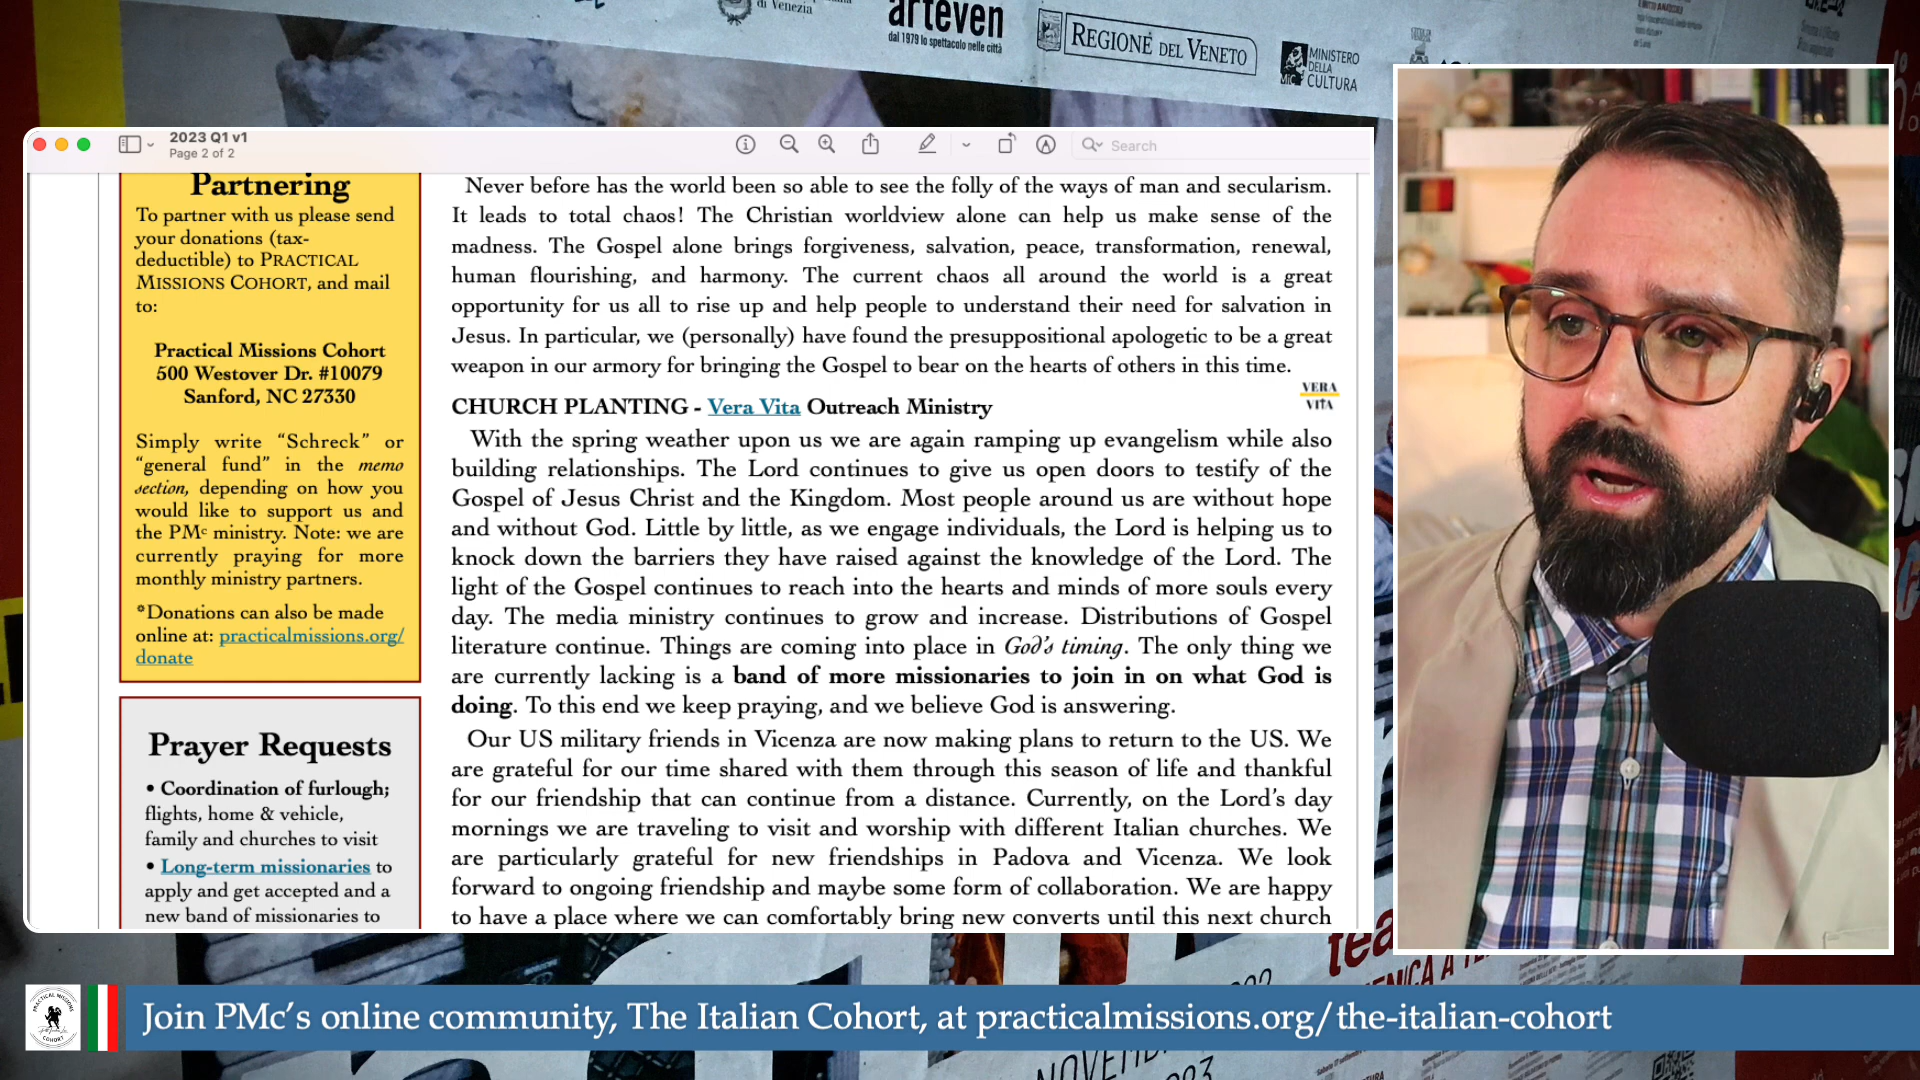 di Venezia
arteven
dal 1979 lo spettacolo nelle città
REGIONE DEL VENETO
MiC
MINISTERO
DELLA
CULTURA
2023 Q1 v1
Page 2 of 2
Search
Partnering
To partner with us please send
your donations (tax-
deductible) to PRACTICAL
MISSIONS COHORT, and mail
to:
Practical Missions Cohort
500 Westover Dr. #10079
Sanford, NC 27330
Simply write “Schreck” or
“general fund” in the memo
section, depending on how you
would like to support us and
the PMc ministry. Note: we are
currently praying for more
monthly ministry partners.
*Donations can also be made
online at: practicalmissions.org/
donate
Prayer Requests
• Coordination of furlough;
flights, home & vehicle,
family and churches to visit
• Long-term missionaries to
apply and get accepted and a
new band of missionaries to
Never before has the world been so able to see the folly of the ways of man and secularism.
It leads to total chaos! The Christian worldview alone can help us make sense of the
madness. The Gospel alone brings forgiveness, salvation, peace, transformation, renewal,
human flourishing, and harmony. The current chaos all around the world is a great
opportunity for us all to rise up and help people to understand their need for salvation in
Jesus. In particular, we (personally) have found the presuppositional apologetic to be a great
weapon in our armory for bringing the Gospel to bear on the hearts of others in this time.
VERA
VITA
CHURCH PLANTING - Vera Vita Outreach Ministry
With the spring weather upon us we are again ramping up evangelism while also
building relationships. The Lord continues to give us open doors to testify of the
Gospel of Jesus Christ and the Kingdom. Most people around us are without hope
and without God. Little by little, as we engage individuals, the Lord is helping us to
knock down the barriers they have raised against the knowledge of the Lord. The
light of the Gospel continues to reach into the hearts and minds of more souls every
day. The media ministry continues to grow and increase. Distributions of Gospel
literature continue. Things are coming into place in God's timing. The only thing we
are currently lacking is a band of more missionaries to join in on what God is
doing. To this end we keep praying, and we believe God is answering.
Our US military friends in Vicenza are now making plans to return to the US. We
are grateful for our time shared with them through this season of life and thankful
for our friendship that can continue from a distance. Currently, on the Lord’s day
mornings we are traveling to visit and worship with different Italian churches. We
are particularly grateful for new friendships in Padova and Vicenza. We look
forward to ongoing friendship and maybe some form of collaboration. We are happy
to have a place where we can comfortably bring new converts until this next church
PRACTICAL MISSIONS
COHORT
Join PMc’s online community, The Italian Cohort, at practicalmissions.org/the-italian-cohort